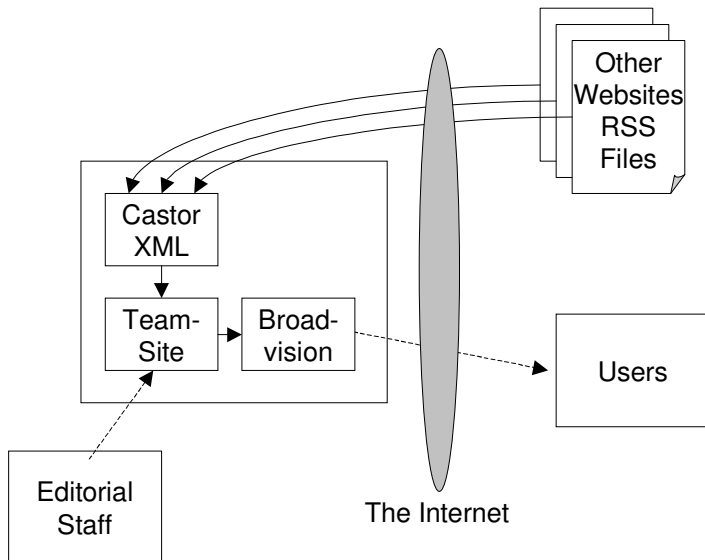 Other
Websites
RSS
Files
Castor
XML
Team-
Site
Broad-
vision
Users
Editorial
Staff
The Internet